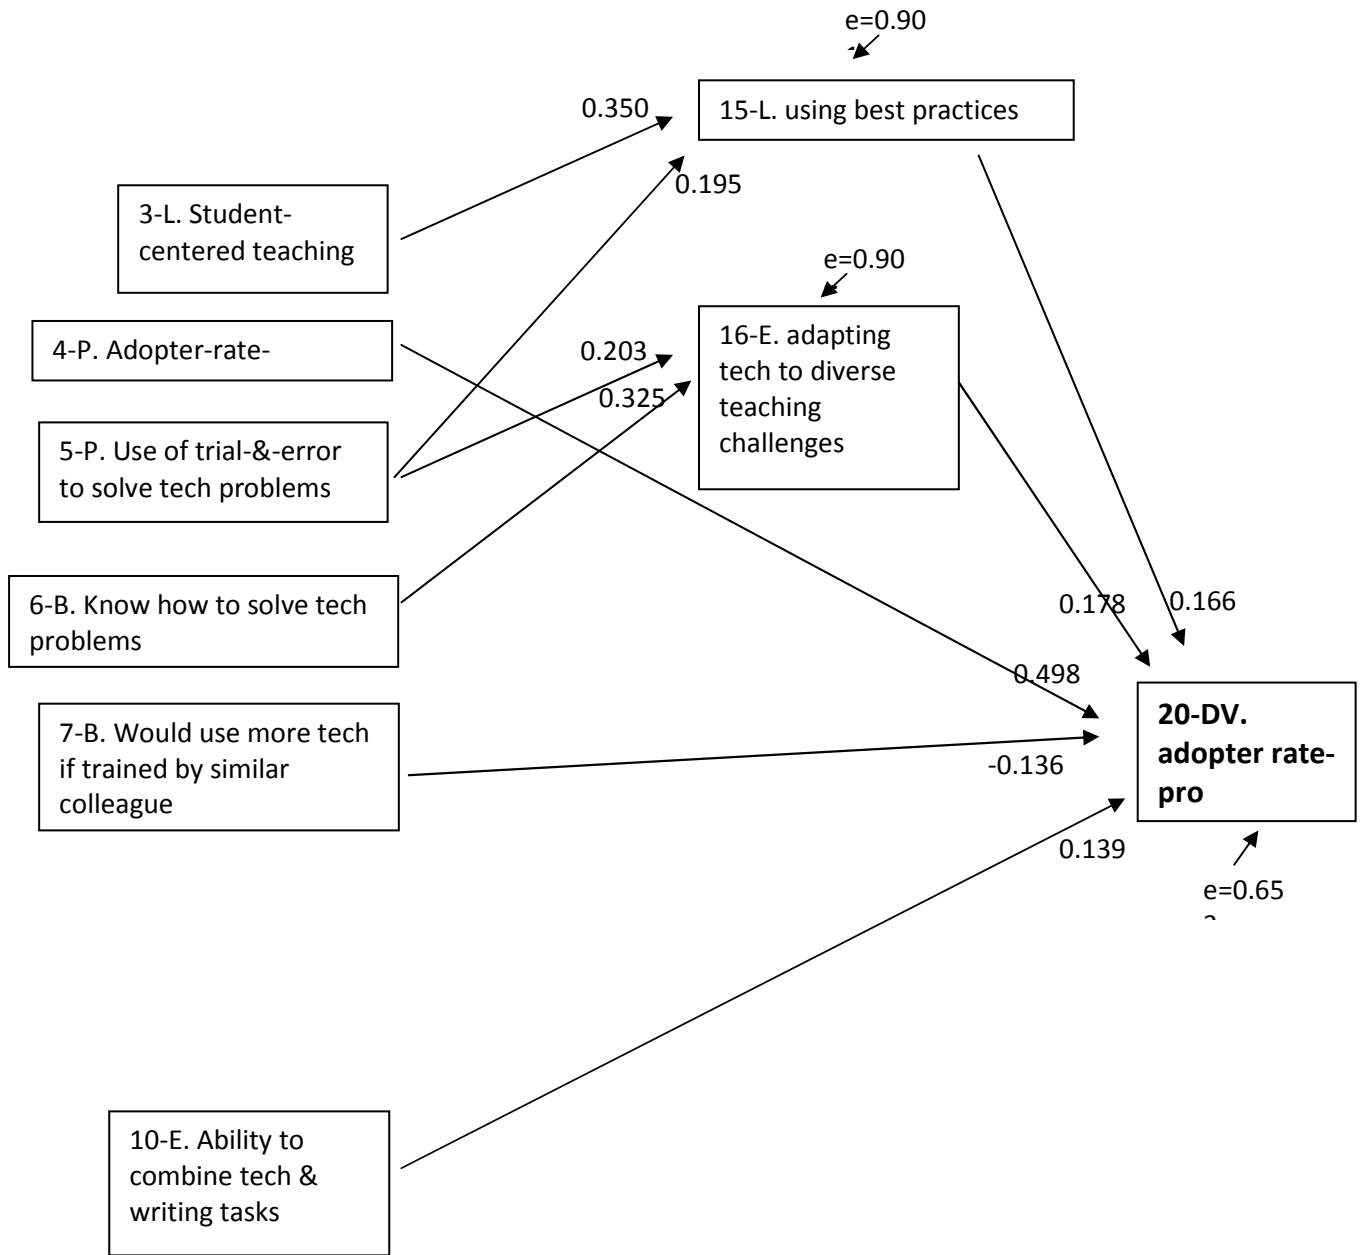 e=0.90
0.350
15-L. using best practices
0.195
3-L. Student-
centered teaching
e=0.90
4-P. Adopter-rate-
0.203
16-E. adapting
tech to diverse
teaching
challenges
0.325
5-P. Use of trial-&-error
to solve tech problems
6-B. Know how to solve tech
problems
0.178
0.166
0.498
7-B. Would use more tech
if trained by similar
colleague
-0.136
20-DV.
adopter rate-
pro
0.139
e=0.65
10-E. Ability to
combine tech &
writing tasks